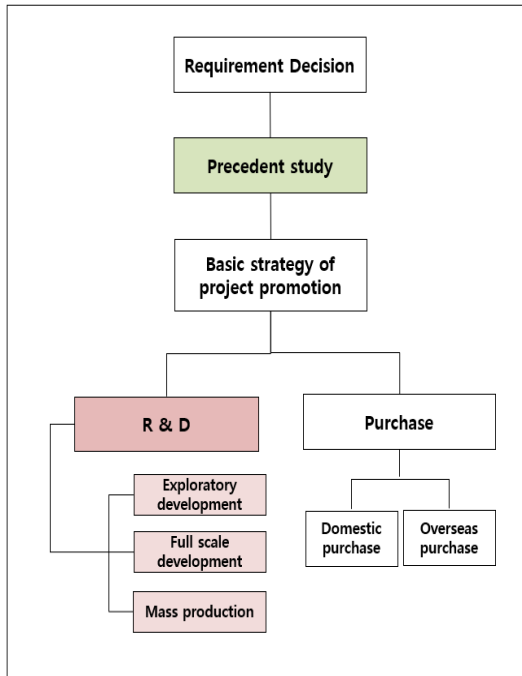 Requirement Decision
Precedent study
Basic strategy of
project promotion
R & D
Purchase
Exploratory
development
Full scale
development
Mass production
Domestic
purchase
Overseas
purchase